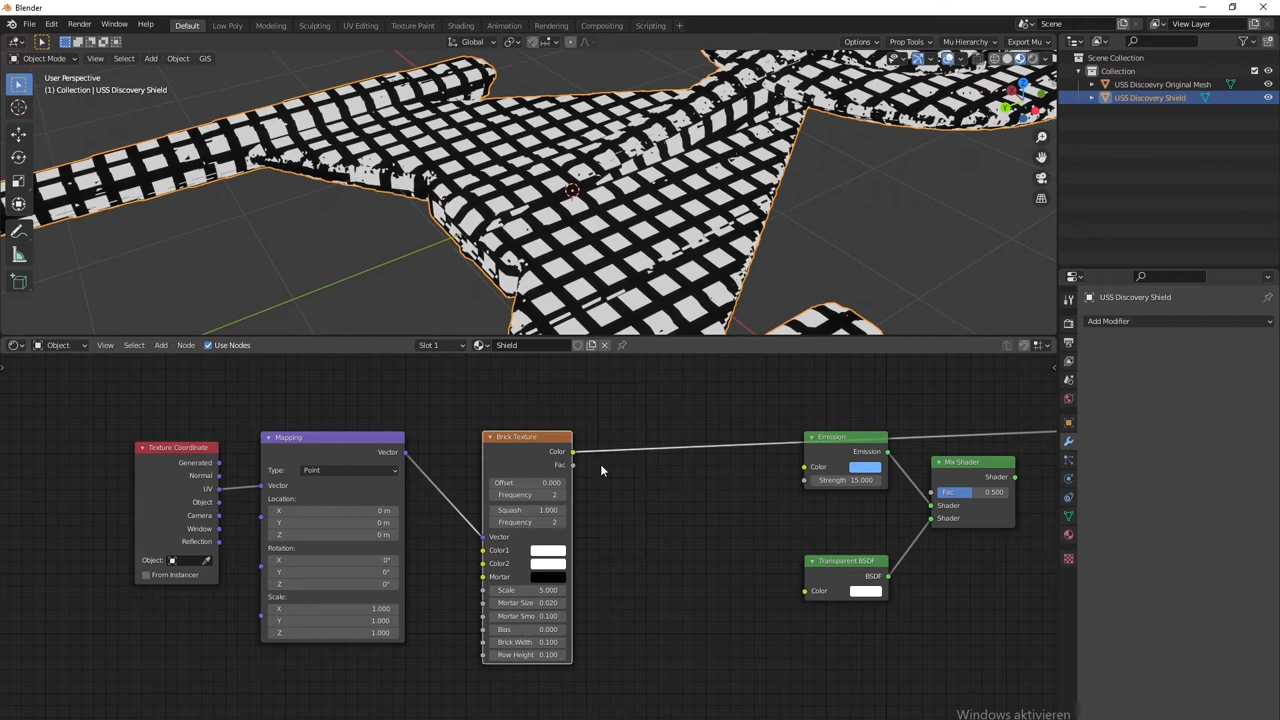 Blender
File Edit Render Window Help Default Low Poly Modeling Sculpting UV Editing Texture Paint Shading Animation Rendering Compositing Scripting + Scene View Layer
Global Options Prop Tools Mu Hierarchy Export Mu
Object Mode View Select Add Object GIS
User Perspective
(1) Collection | USS Discovery Shield
Scene Collection
Collection
USS Discoevry Original Mesh
USS Discovery Shield
USS Discovery Shield
Add Modifier
Object View Select Add Node Use Nodes Slot 1 Shield
Texture Coordinate
Generated
Normal
UV
Object
Camera
Window
Reflection
Object:
From Instancer
Mapping
Vector
Type: Point
Vector
Location:
X 0 m
Y 0 m
Z 0 m
Rotation:
X 0°
Y 0°
Z 0°
Scale:
X 1.000
Y 1.000
Z 1.000
Brick Texture
Color
Fac
Offset 0.000
Frequency 2
Squash 1.000
Frequency 2
Vector
Color1
Color2
Mortar
Scale 5.000
Mortar Size 0.020
Mortar Smo 0.100
Bias 0.000
Brick Width 0.100
Row Height 0.100
Emission
Emission
Color
Strength 15.000
Transparent BSDF
BSDF
Color
Mix Shader
Shader
Fac 0.500
Shader
Shader
Windows aktivieren